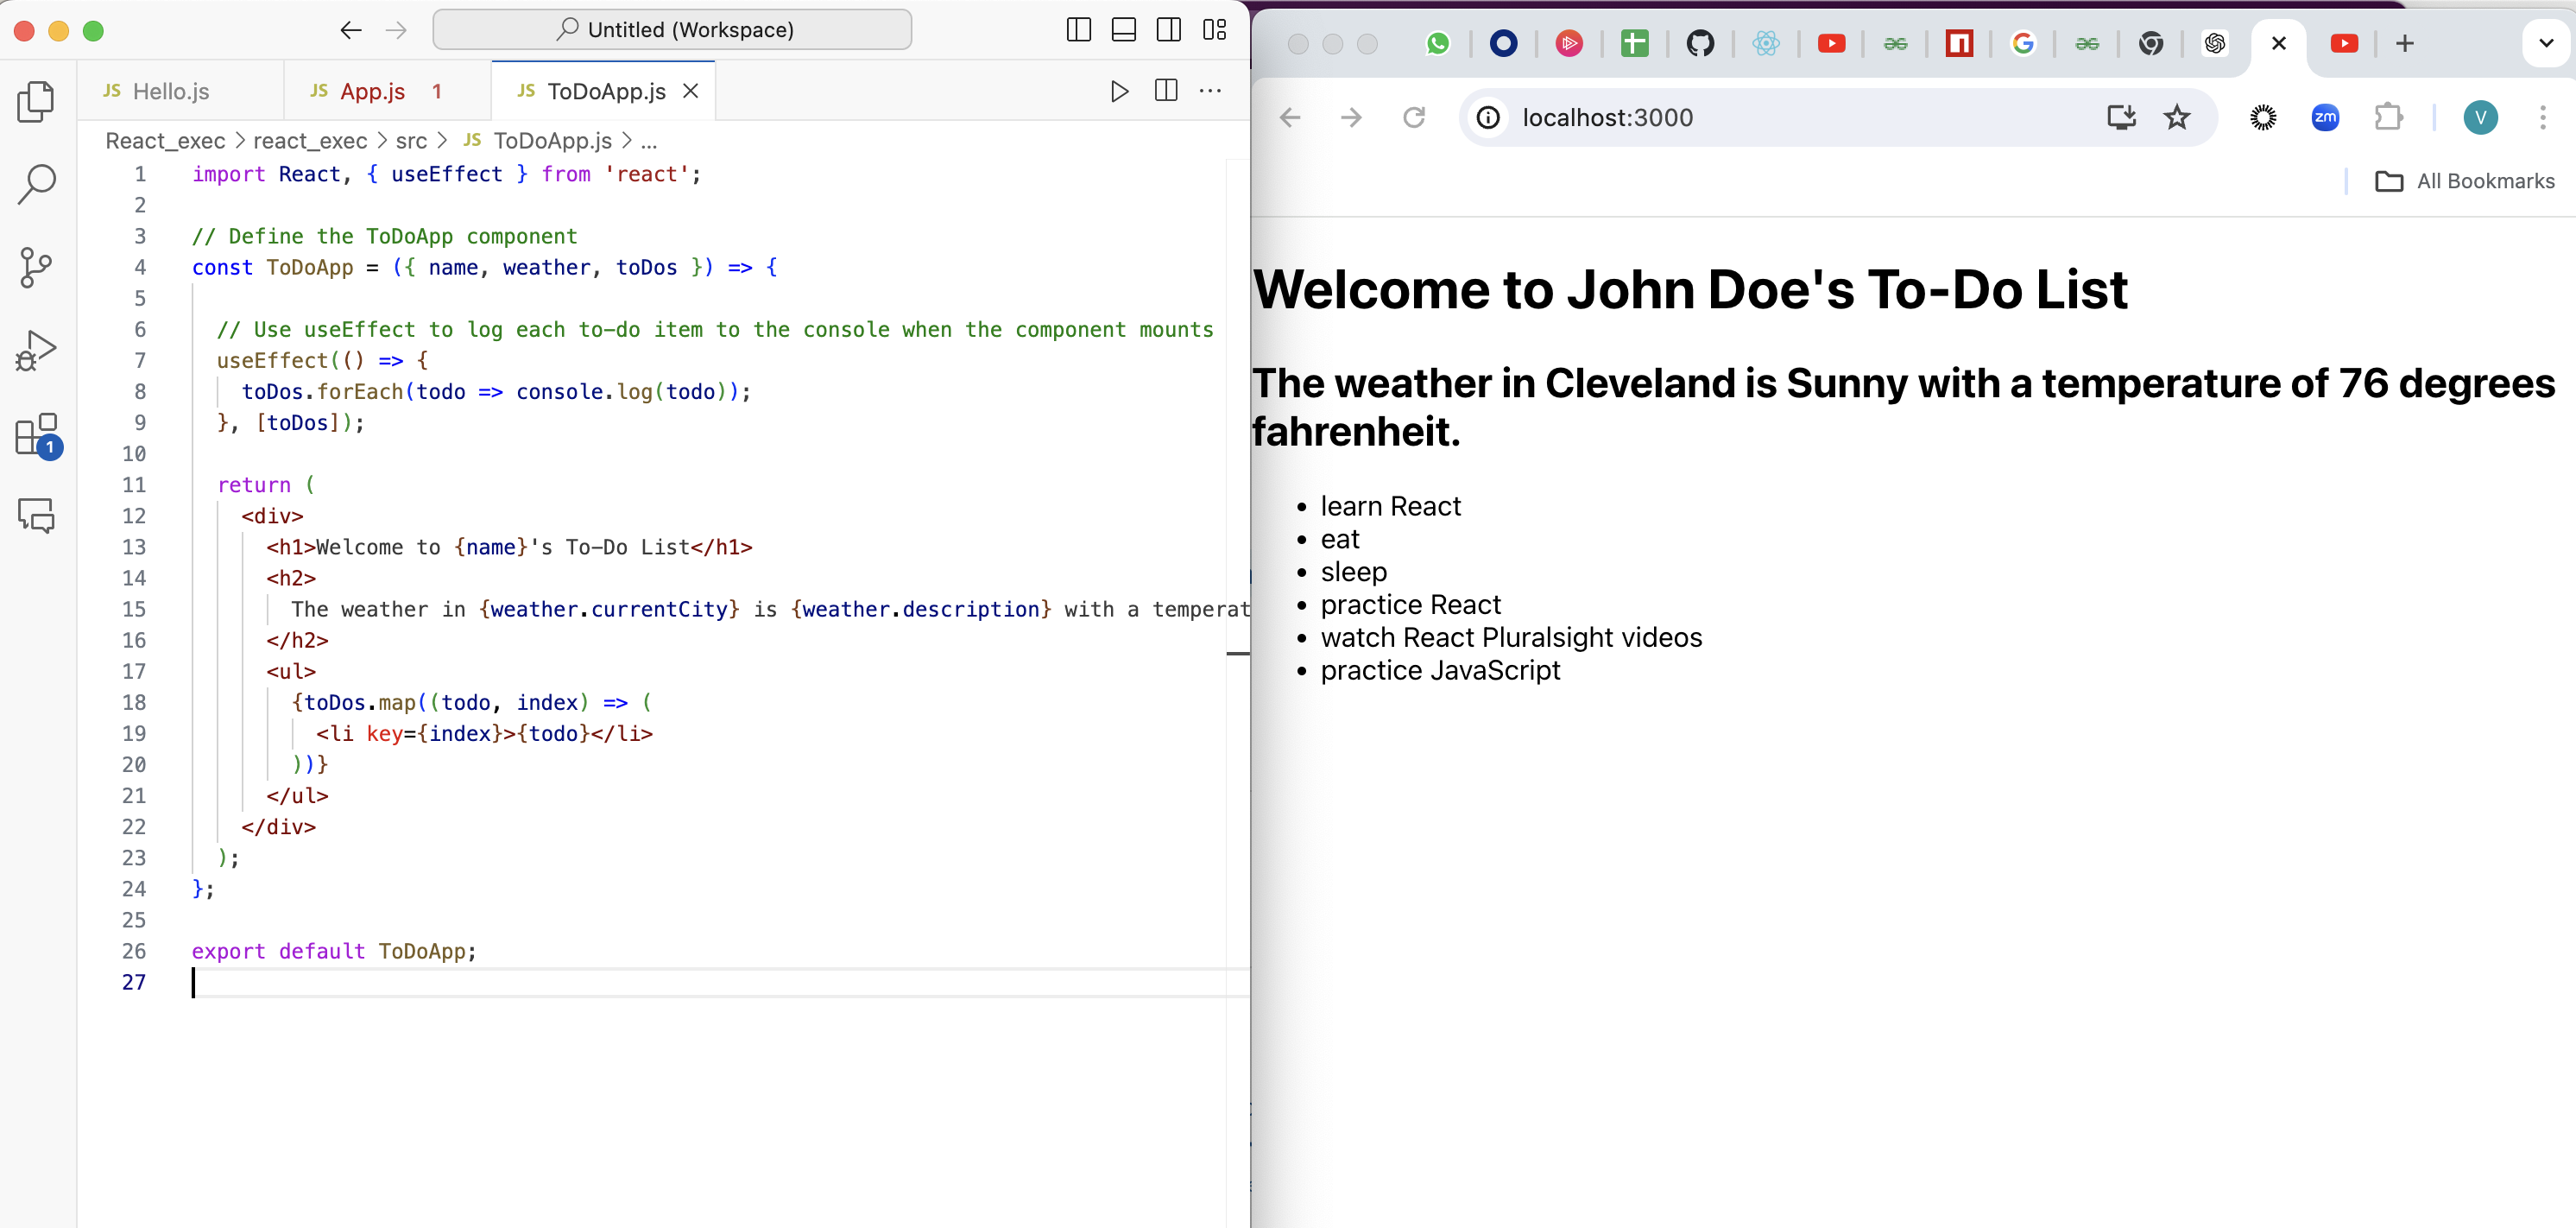 Untitled (Workspace)
JS Hello.js
JS App.js 1
JS ToDoApp.js
React_exec > react_exec > src > JS ToDoApp.js > ...
1 import React, { useEffect } from 'react';
2
3 // Define the ToDoApp component
4 const ToDoApp = ({ name, weather, toDos }) => {
5
6 // Use useEffect to log each to-do item to the console when the component mounts
7 useEffect(() => {
8 toDos.forEach(todo => console.log(todo));
9 }, [toDos]);
10
11 return (
12 <div>
13 <h1>Welcome to {name}'s To-Do List</h1>
14 <h2>
15 The weather in {weather.currentCity} is {weather.description} with a temperat
16 </h2>
17 <ul>
18 {toDos.map((todo, index) => (
19 <li key={index}>{todo}</li>
20 ))}
21 </ul>
22 </div>
23 );
24 };
25
26 export default ToDoApp;
27
1
localhost:3000
zm
V
All Bookmarks
Welcome to John Doe's To-Do List
The weather in Cleveland is Sunny with a temperature of 76 degrees
fahrenheit.
• learn React
• eat
• sleep
• practice React
• watch React Pluralsight videos
• practice JavaScript